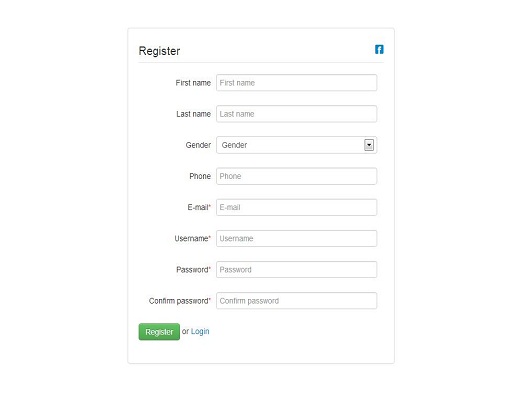 Register
First name First name
Last name Last name
Gender Gender
Phone Phone
E-mail* E-mail
Username* Username
Password* Password
Confirm password* Confirm password
Register or Login